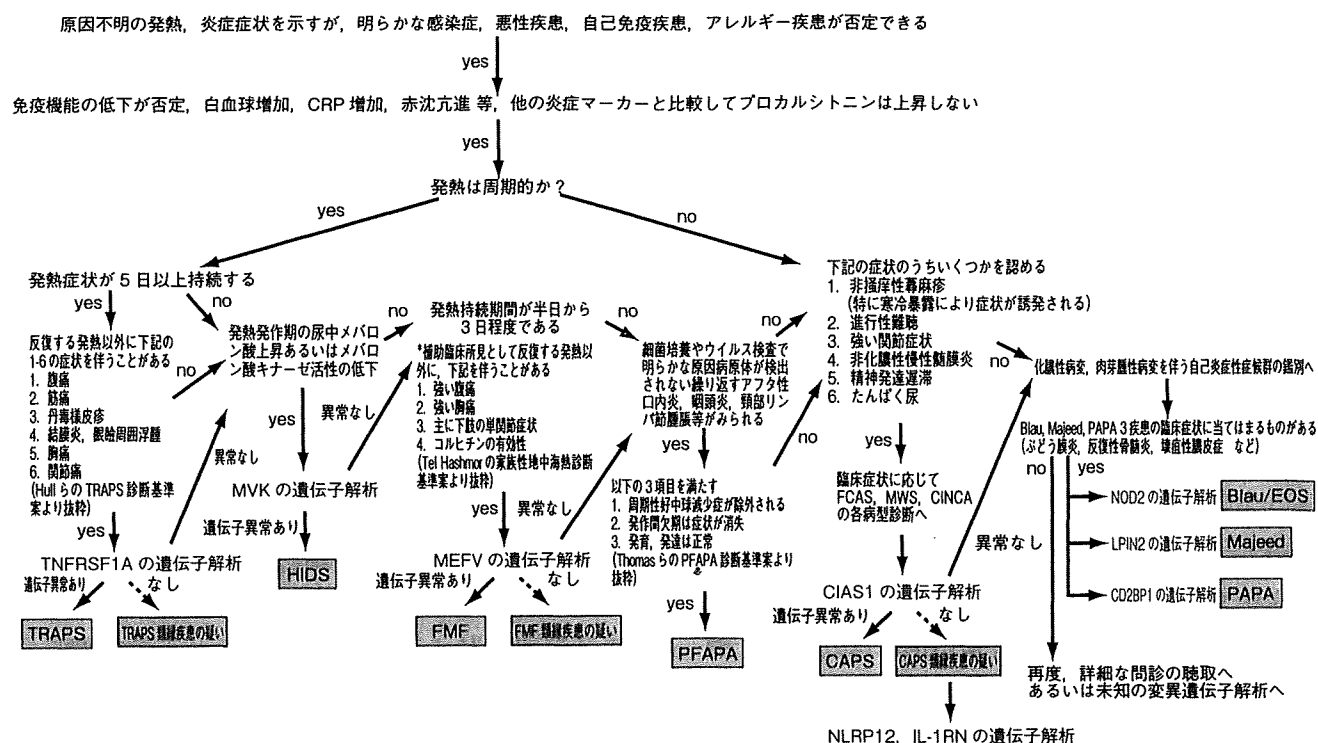 原因不明の発熱，炎症症状を示すが，明らかな感染症，悪性疾患，自己免疫疾患，アレルギー疾患が否定できる
yes
免疫機能の低下が否定，白血球増加，CRP 増加，赤沈亢進 等，他の炎症マーカーと比較してプロカルシトニンは上昇しない
yes
発熱は周期的か？
yes
no
発熱症状が 5 日以上持続する
yes
no
反復する発熱以外に下記の
1-6の症状を伴うことがある
1. 腹痛
2. 筋痛
3. 丹毒様皮疹
4. 結膜炎，眼瞼周囲浮腫
5. 胸痛
6. 関節痛
(Hull らの TRAPS 診断基準
案より抜粋)
no
yes
TNFRSF1A の遺伝子解析
遺伝子異常あり
なし
異常なし
TRAPS
TRAPS 類縁疾患の疑い
発熱発作期の尿中メバロ
ン酸上昇あるいはメバロ
ン酸キナーゼ活性の低下
no
yes
異常なし
MVK の遺伝子解析
遺伝子異常あり
HIDS
発熱持続期間が半日から
3 日程度である
no
*補助臨床所見として反復する発熱以
外に，下記を伴うことがある
1. 強い腹痛
2. 強い胸痛
3. 主に下肢の単関節症状
4. コルヒチンの有効性
(Tel Hashmor の家族性地中海熱診断
基準案より抜粋)
yes
異常なし
MEFV の遺伝子解析
遺伝子異常あり
なし
FMF
FMF 類縁疾患の疑い
細菌培養やウイルス検査で
明らかな原因病原体が検出
されない繰り返すアフタ性
口内炎，咽頭炎，頸部リン
パ節腫脹等がみられる
no
yes
以下の 3 項目を満たす
1. 周期性好中球減少症が除外される
2. 発作間欠期は症状が消失
3. 発育，発達は正常
(Thomas らの PFAPA 診断基準案より
抜粋)
no
yes
PFAPA
下記の症状のうちいくつかを認める
1. 非掻痒性蕁麻疹
(特に寒冷暴露により症状が誘発される)
2. 進行性難聴
3. 強い関節症状
4. 非化膿性慢性髄膜炎
5. 精神発達遅滞
6. たんぱく尿
no
yes
臨床症状に応じて
FCAS, MWS, CINCA
の各病型診断へ
CIAS1 の遺伝子解析
異常なし
遺伝子異常あり
なし
CAPS
CAPS 類縁疾患の疑い
NLRP12, IL-1RN の遺伝子解析
化膿性病変，肉芽腫性病変を伴う自己炎症性症候群の鑑別へ
Blau, Majeed, PAPA 3 疾患の臨床症状に当てはまるものがある
(ぶどう膜炎，反復性骨髄炎，壊疽性膿皮症 など)
no
yes
NOD2 の遺伝子解析
Blau/EOS
LPIN2 の遺伝子解析
Majeed
CD2BP1 の遺伝子解析
PAPA
再度，詳細な問診の聴取へ
あるいは未知の変異遺伝子解析へ